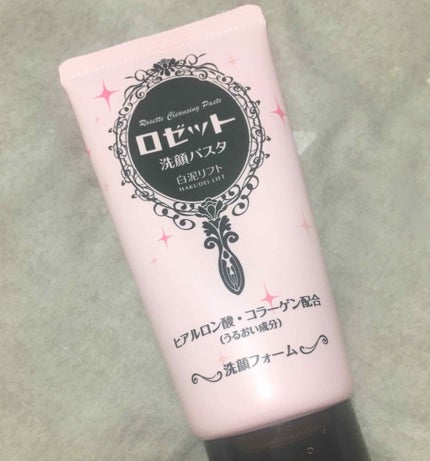 Rosette Cleansing Paste
ロゼット
洗顔パスタ
白泥リフト
HAKUDEI LIFT
ヒアルロン酸・コラーゲン配合
(うるおい成分)
洗顔フォーム